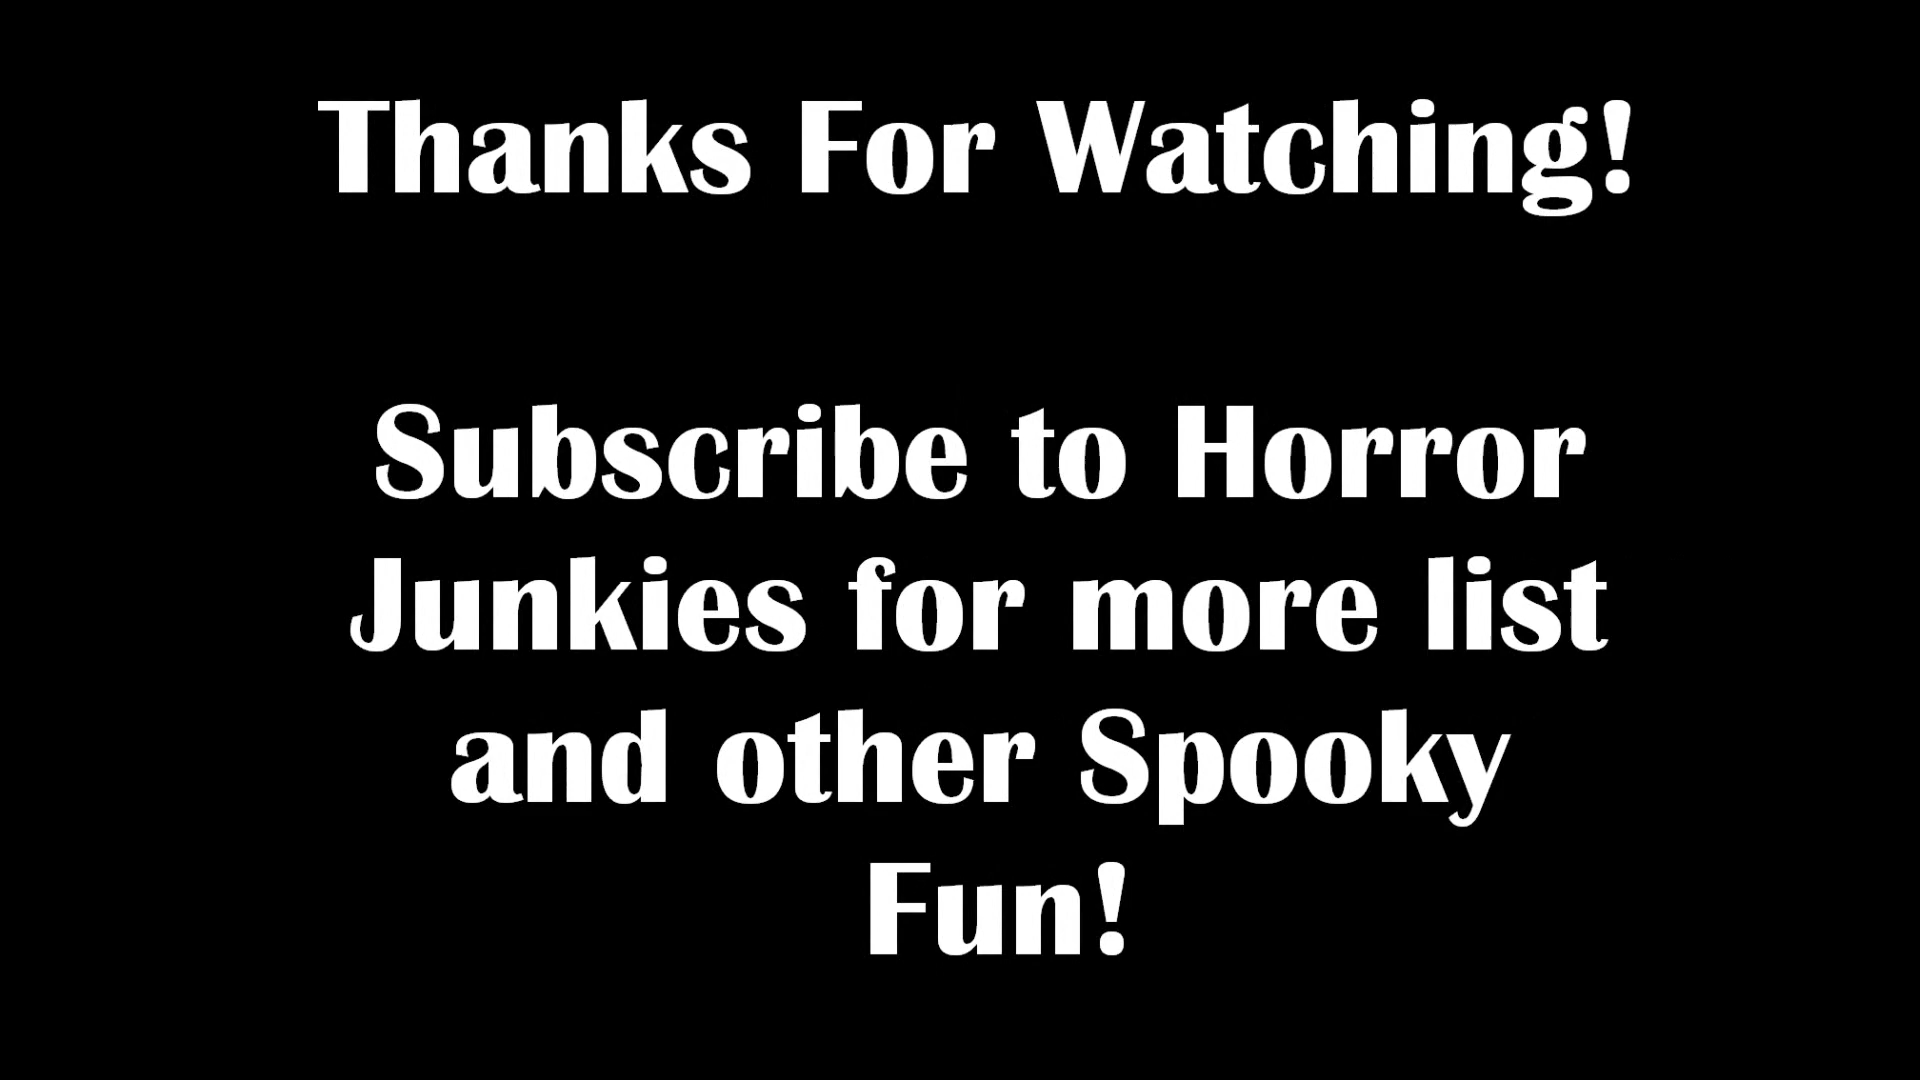 Thanks For Watching!
Subscribe to Horror
Junkies for more list
and other Spooky
Fun!